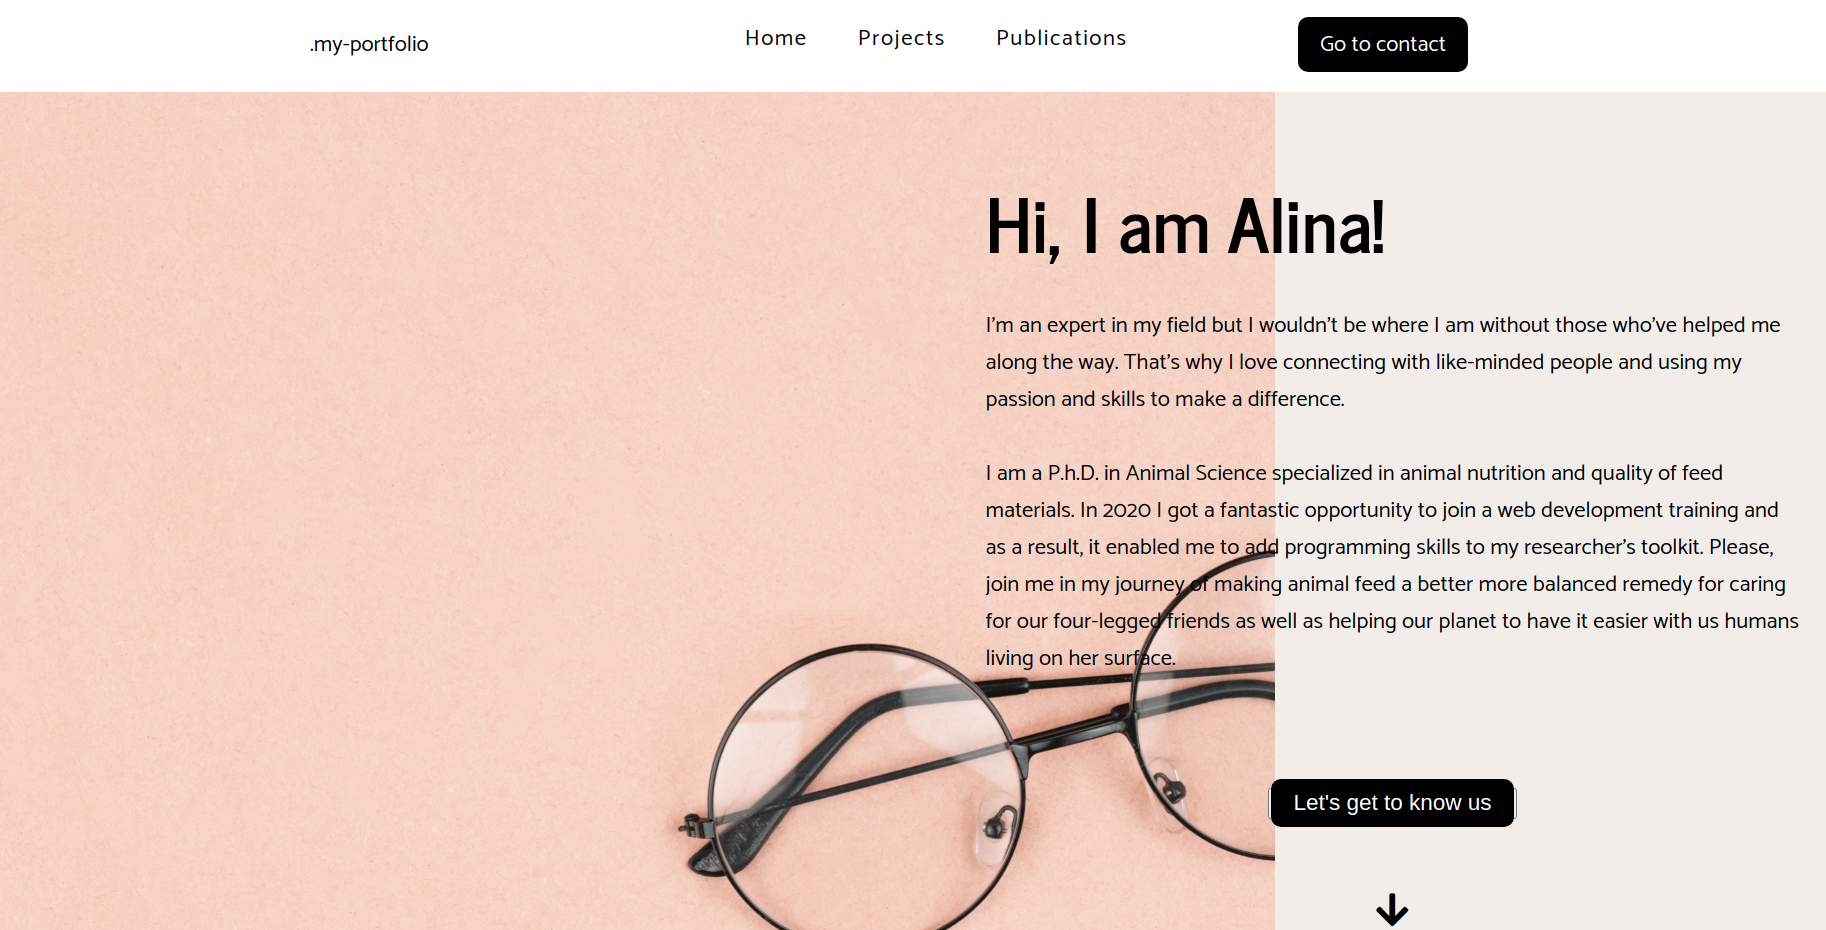 .my-portfolio
Home
Projects
Publications
Go to contact
Hi, I am Alina!
I'm an expert in my field but I wouldn't be where I am without those who've helped me
along the way. That's why I love connecting with like-minded people and using my
passion and skills to make a difference.
I am a P.h.D. in Animal Science specialized in animal nutrition and quality of feed
materials. In 2020 I got a fantastic opportunity to join a web development training and
as a result, it enabled me to add programming skills to my researcher's toolkit. Please,
join me in my journey of making animal feed a better more balanced remedy for caring
for our four-legged friends as well as helping our planet to have it easier with us humans
living on her surface.
Let's get to know us